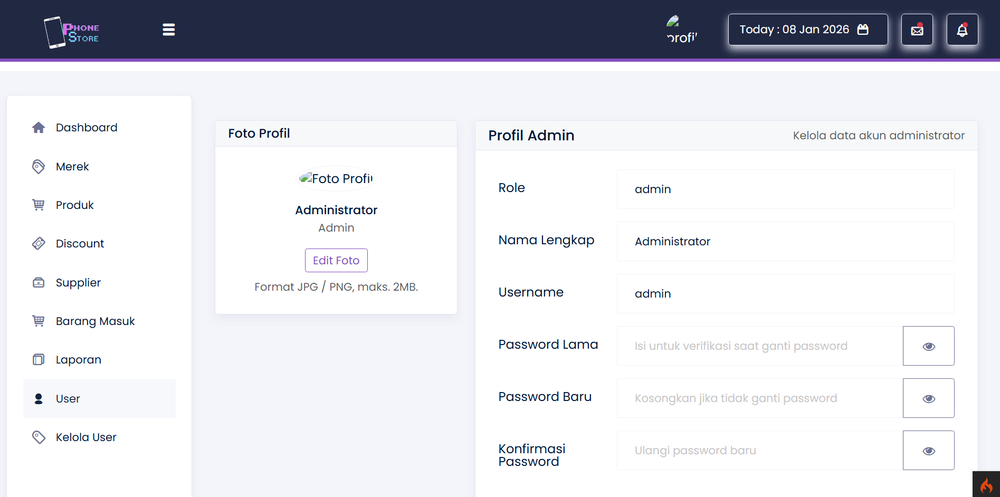 PHONE
STORE
profil
Today : 08 Jan 2026
Dashboard
Merek
Produk
Discount
Supplier
Barang Masuk
Laporan
User
Kelola User
Foto Profil
Foto Profil
Administrator
Admin
Edit Foto
Format JPG / PNG, maks. 2MB.
Profil Admin
Kelola data akun administrator
Role
admin
Nama Lengkap
Administrator
Username
admin
Password Lama
Isi untuk verifikasi saat ganti password
Password Baru
Kosongkan jika tidak ganti password
Konfirmasi
Password
Ulangi password baru